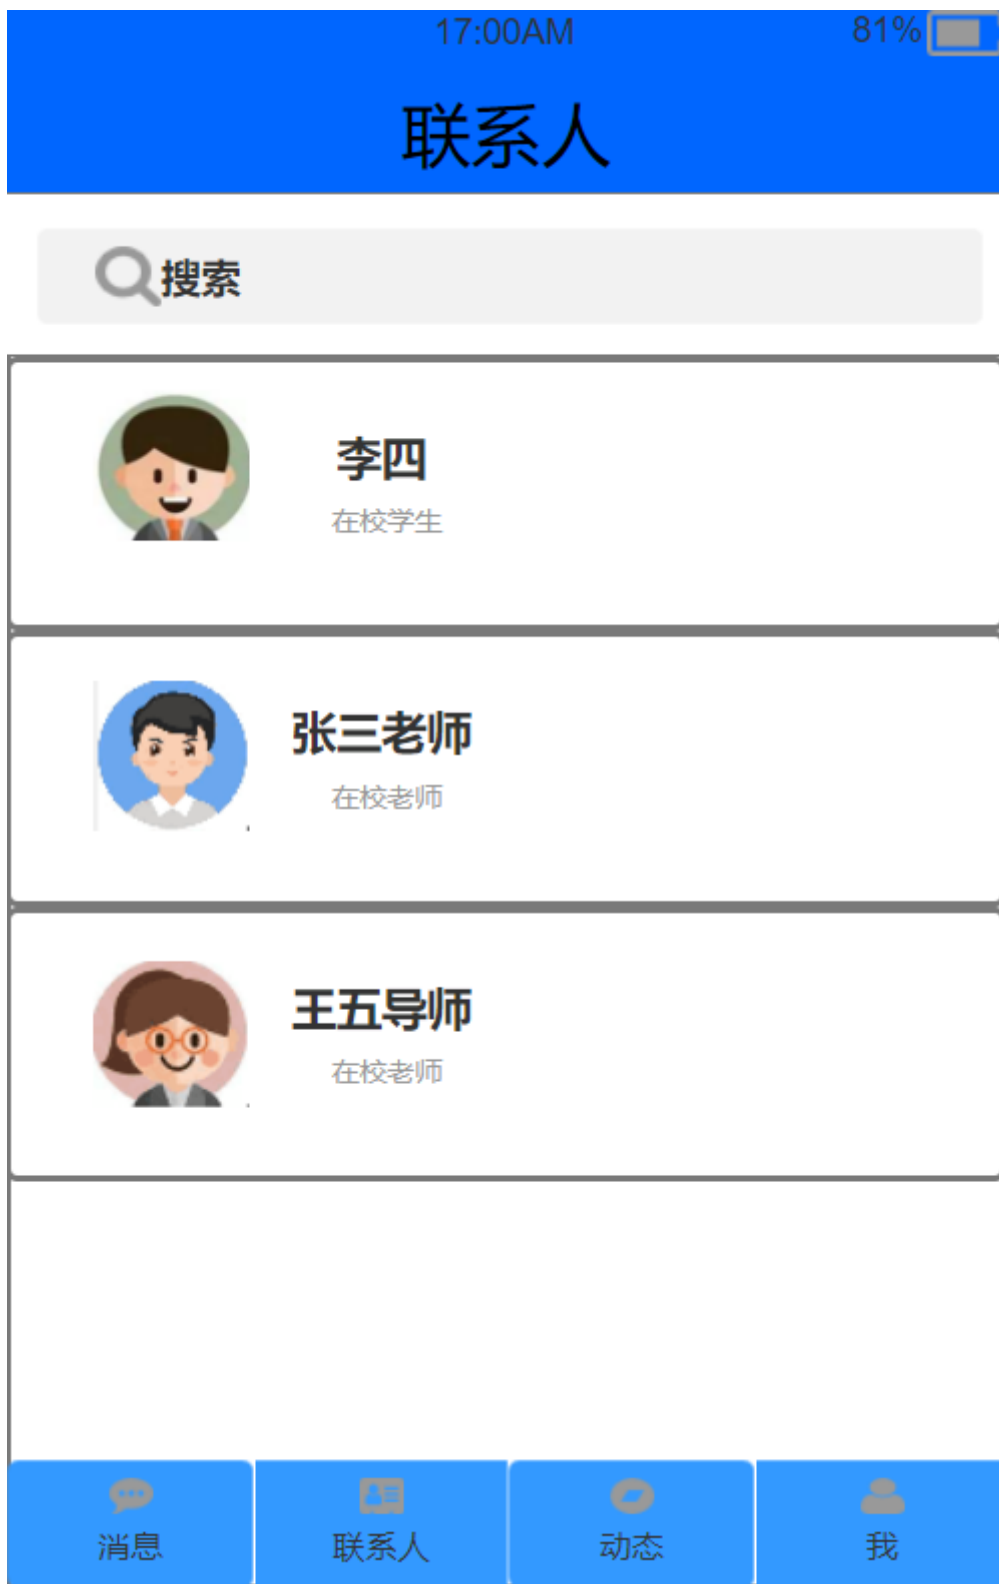 17:00AM 81%
联系人
搜索
李四
在校学生
张三老师
在校老师
王五导师
在校老师
消息 联系人 动态 我